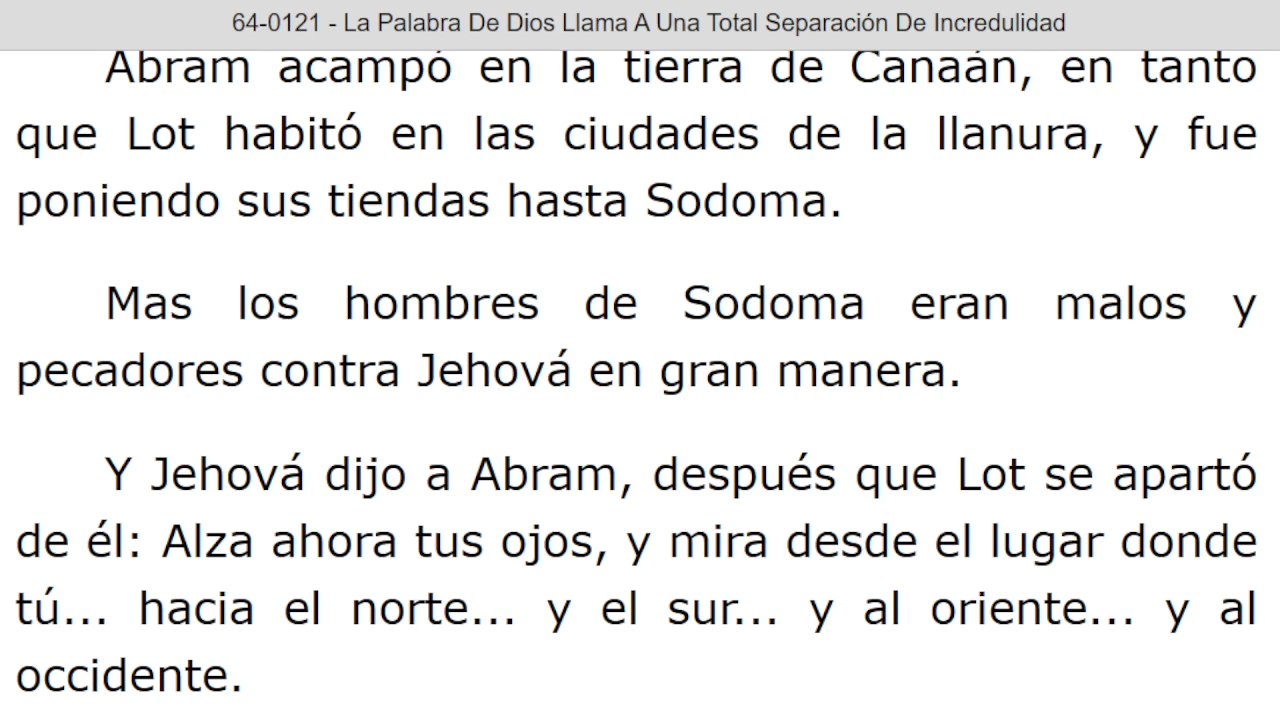 64-0121 - La Palabra De Dios Llama A Una Total Separación De Incredulidad
Abram acampó en la tierra de Canaán, en tanto
que Lot habitó en las ciudades de la llanura, y fue
poniendo sus tiendas hasta Sodoma.
Mas los hombres de Sodoma eran malos y
pecadores contra Jehová en gran manera.
Y Jehová dijo a Abram, después que Lot se apartó
de él: Alza ahora tus ojos, y mira desde el lugar donde
tú... hacia el norte... y el sur... y al oriente... y al
occidente.